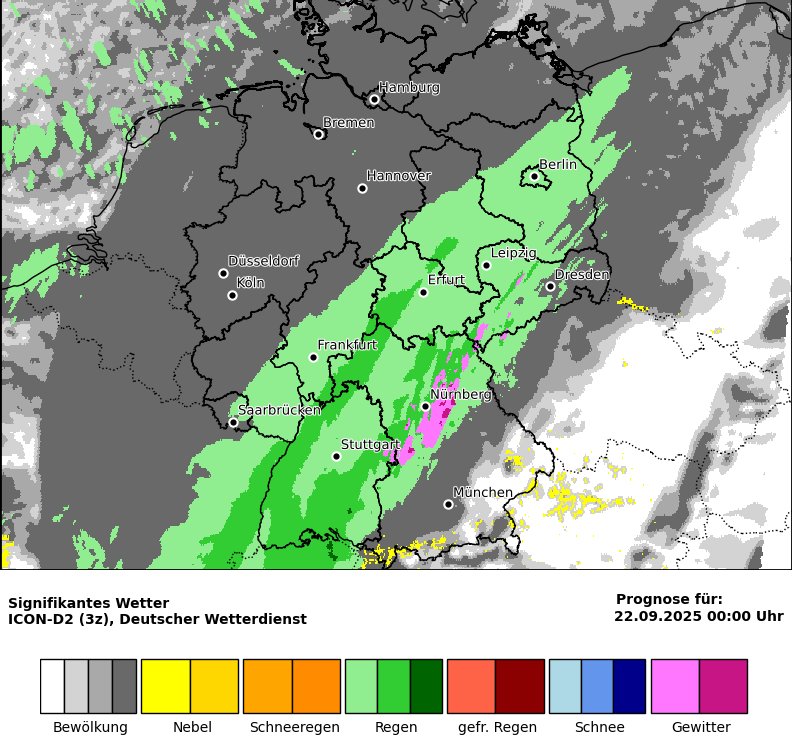 Hamburg
Bremen
Berlin
Hannover
Leipzig
Düsseldorf
Dresden
Köln
Erfurt
Frankfurt
Nürnberg
Saarbrücken
Stuttgart
München
Signifikantes Wetter
ICON-D2 (3z), Deutscher Wetterdienst
Prognose für:
22.09.2025 00:00 Uhr
Bewölkung Nebel Schneeregen Regen gefr. Regen Schnee Gewitter